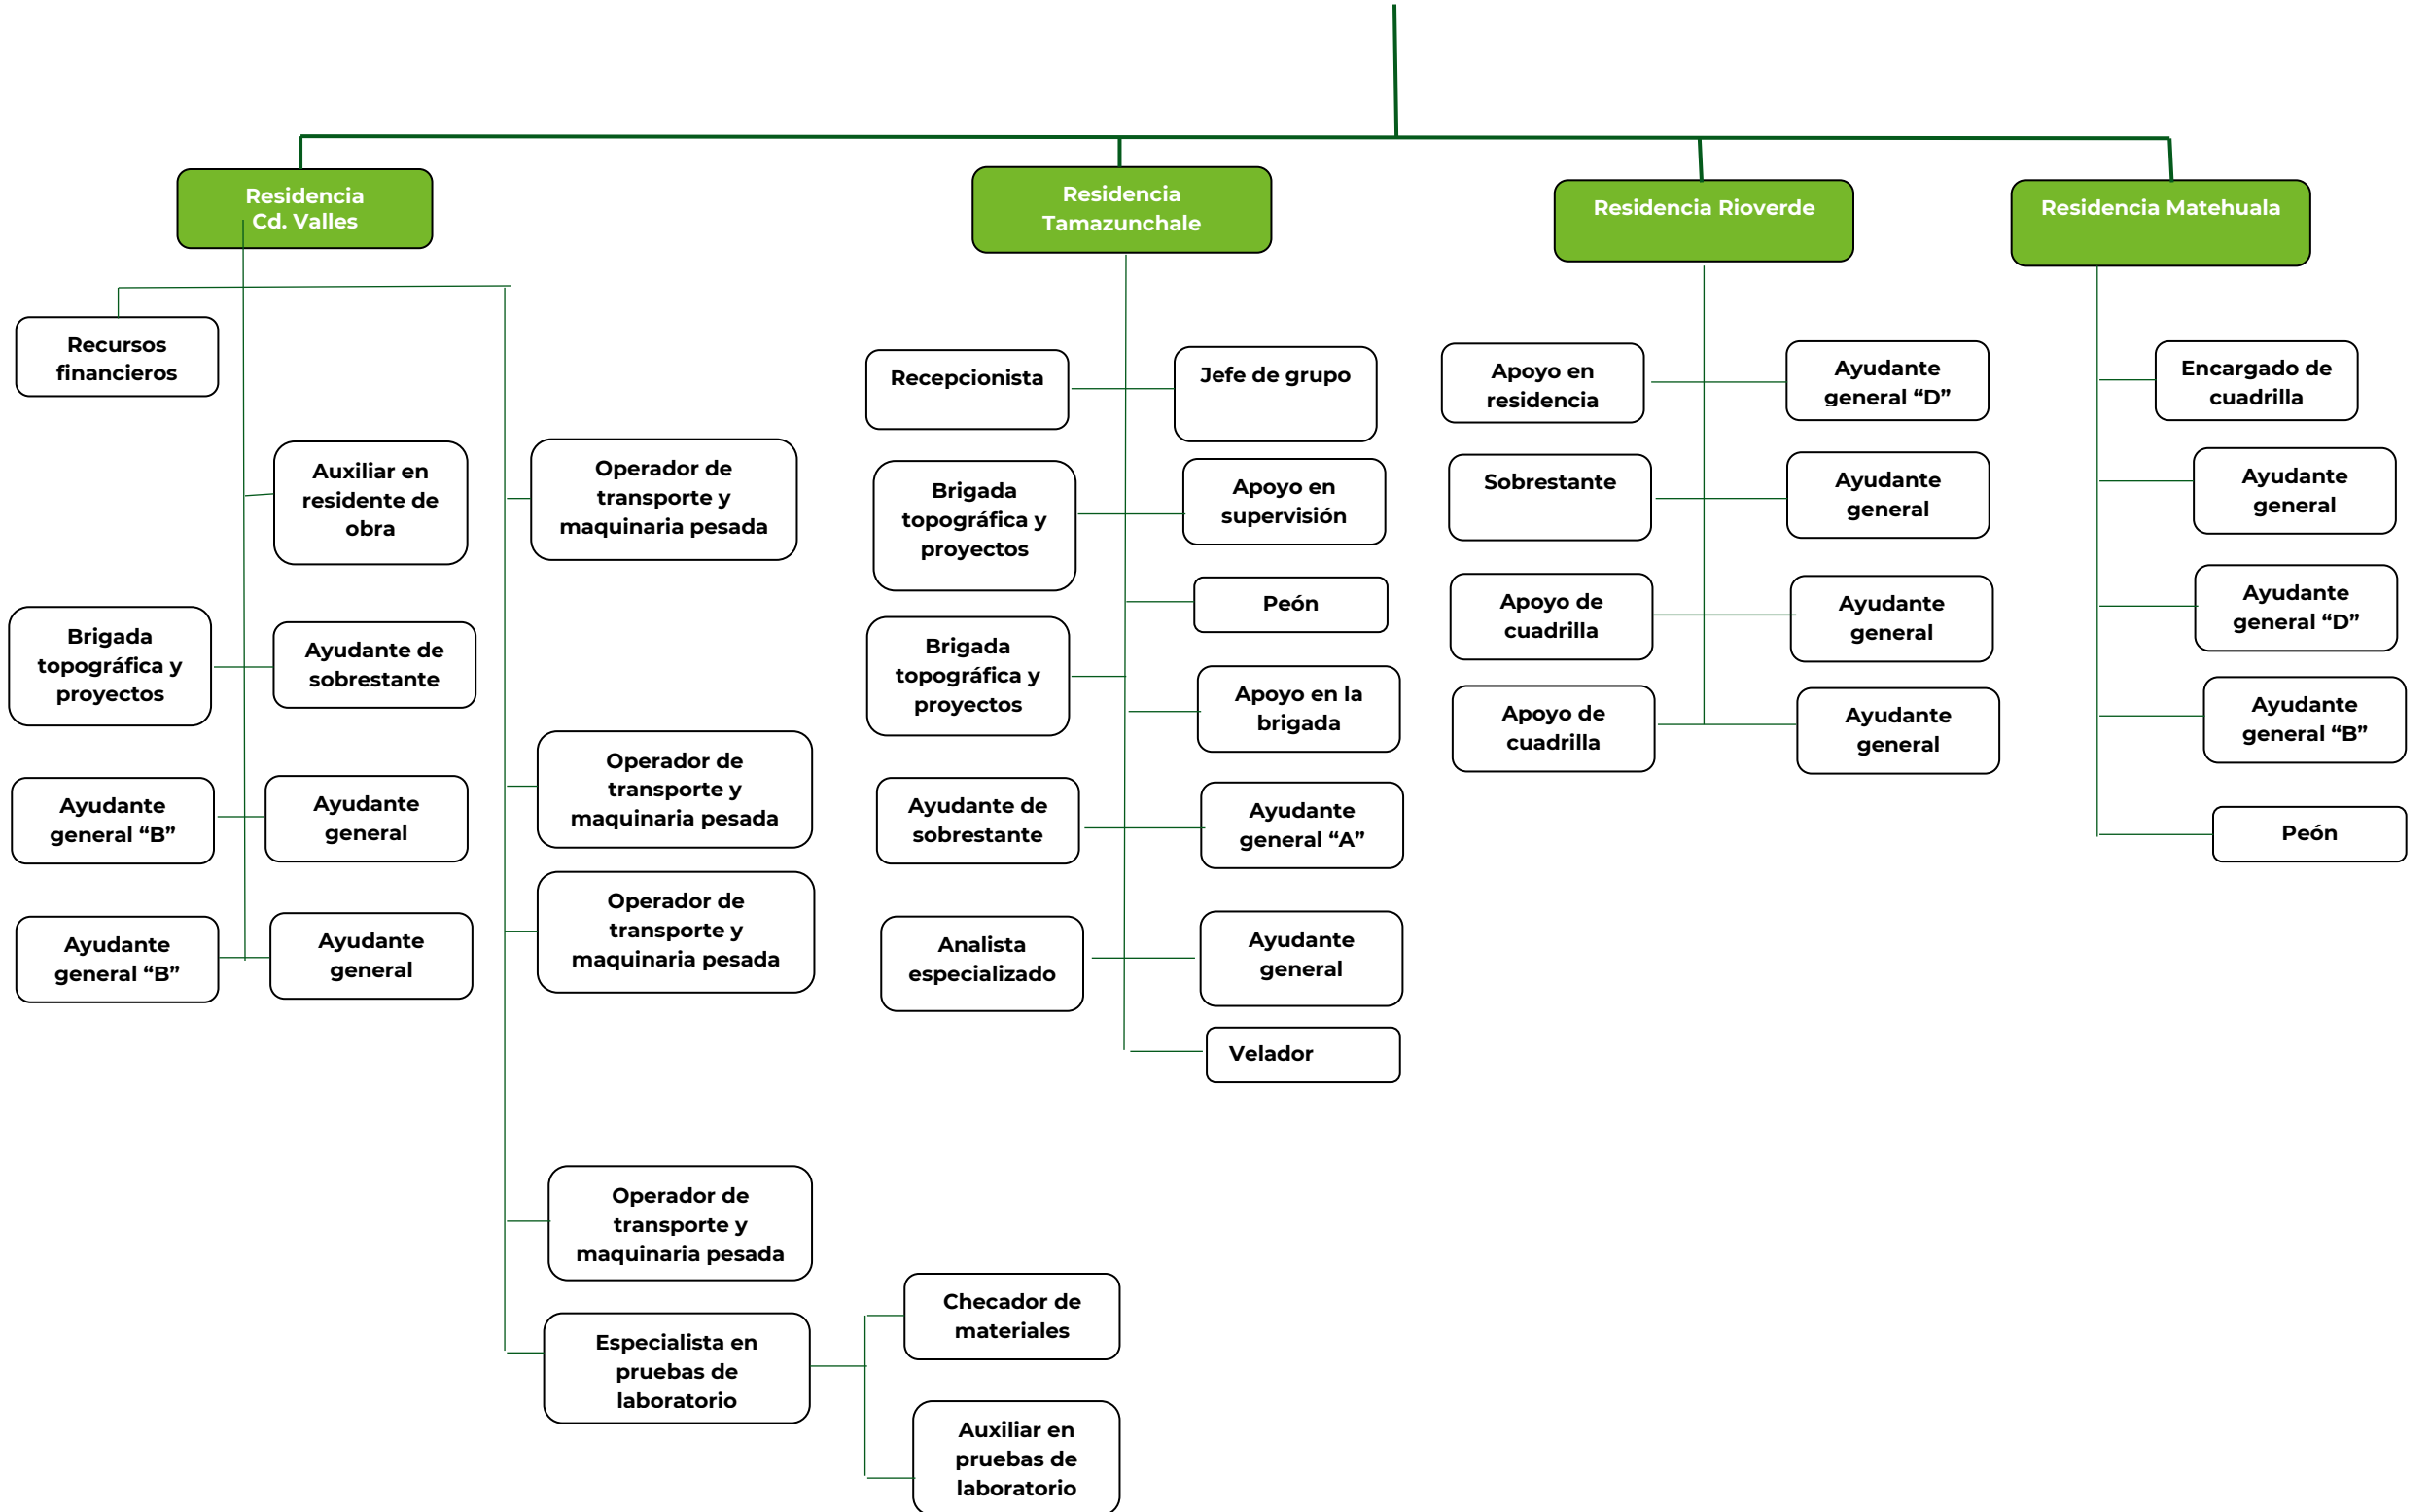 Residencia
Cd. Valles
Residencia
Tamazunchale
Residencia Rioverde
Residencia Matehuala
Recursos
financieros
Auxiliar en
residente de
obra
Brigada
topográfica y
proyectos
Ayudante de
sobrestante
Ayudante
general “B”
Ayudante
general
Ayudante
general “B”
Ayudante
general
Operador de
transporte y
maquinaria pesada
Operador de
transporte y
maquinaria pesada
Operador de
transporte y
maquinaria pesada
Operador de
transporte y
maquinaria pesada
Especialista en
pruebas de
laboratorio
Checador de
materiales
Auxiliar en
pruebas de
laboratorio
Recepcionista
Jefe de grupo
Brigada
topográfica y
proyectos
Apoyo en
supervisión
Peón
Brigada
topográfica y
proyectos
Apoyo en la
brigada
Ayudante de
sobrestante
Ayudante
general “A”
Analista
especializado
Ayudante
general
Velador
Apoyo en
residencia
Ayudante
general “D”
Sobrestante
Ayudante
general
Apoyo de
cuadrilla
Ayudante
general
Apoyo de
cuadrilla
Ayudante
general
Encargado de
cuadrilla
Ayudante
general
Ayudante
general “D”
Ayudante
general “B”
Peón